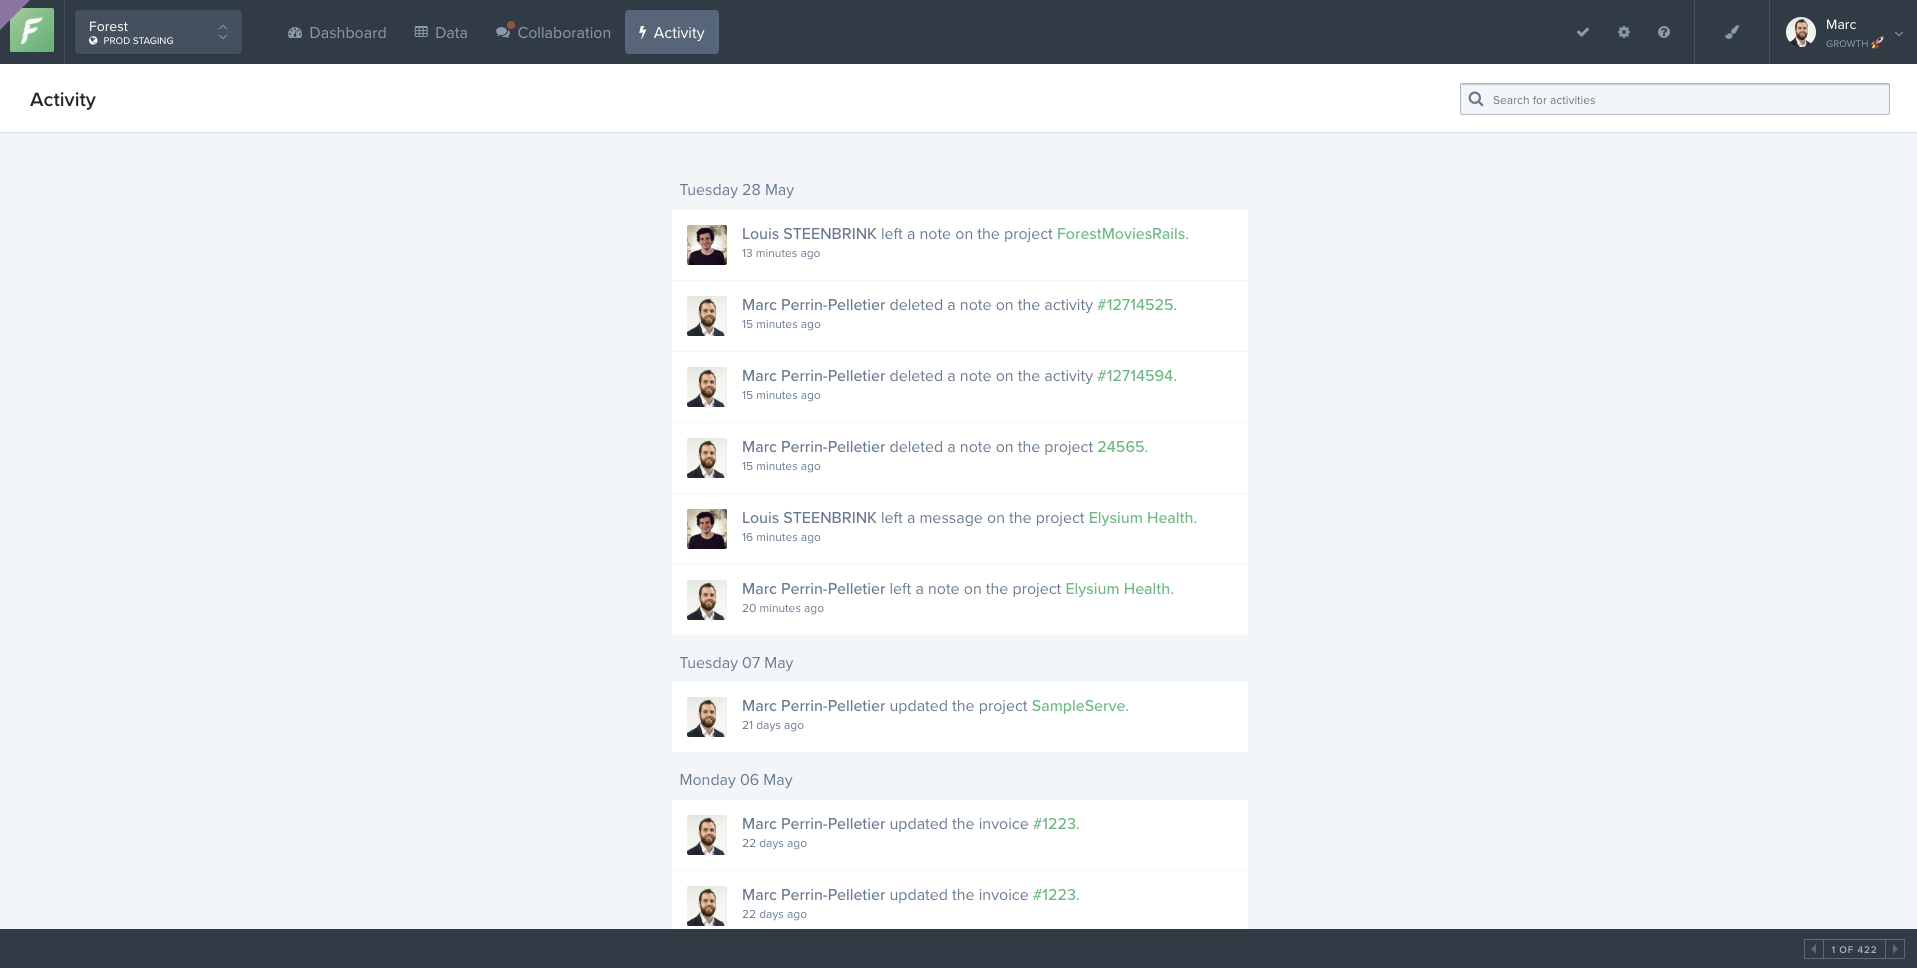 Forest
PROD STAGING
Dashboard
Data
Collaboration
Activity
Marc
GROWTH 🚀
Activity
Search for activities
Tuesday 28 May
Louis STEENBRINK left a note on the project ForestMoviesRails.
13 minutes ago
Marc Perrin-Pelletier deleted a note on the activity #12714525.
15 minutes ago
Marc Perrin-Pelletier deleted a note on the activity #12714594.
15 minutes ago
Marc Perrin-Pelletier deleted a note on the project 24565.
15 minutes ago
Louis STEENBRINK left a message on the project Elysium Health.
16 minutes ago
Marc Perrin-Pelletier left a note on the project Elysium Health.
20 minutes ago
Tuesday 07 May
Marc Perrin-Pelletier updated the project SampleServe.
21 days ago
Monday 06 May
Marc Perrin-Pelletier updated the invoice #1223.
22 days ago
Marc Perrin-Pelletier updated the invoice #1223.
22 days ago
1 OF 422